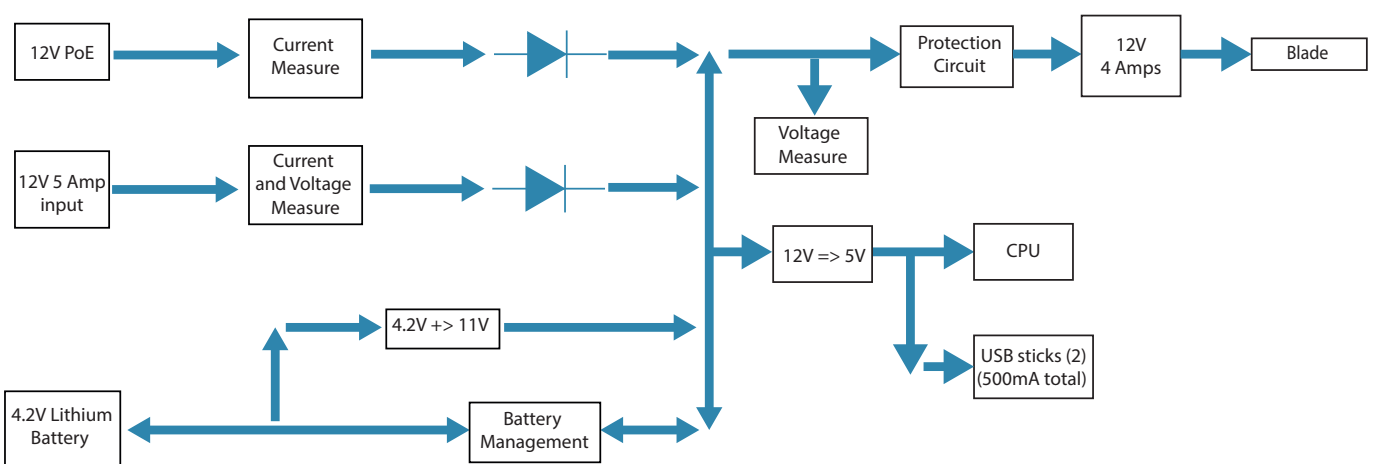 12V PoE
Current
Measure
Protection
Circuit
12V
4 Amps
Blade
Voltage
Measure
12V 5 Amp
input
Current
and Voltage
Measure
12V => 5V
CPU
4.2V +> 11V
USB sticks (2)
(500mA total)
4.2V Lithium
Battery
Battery
Management